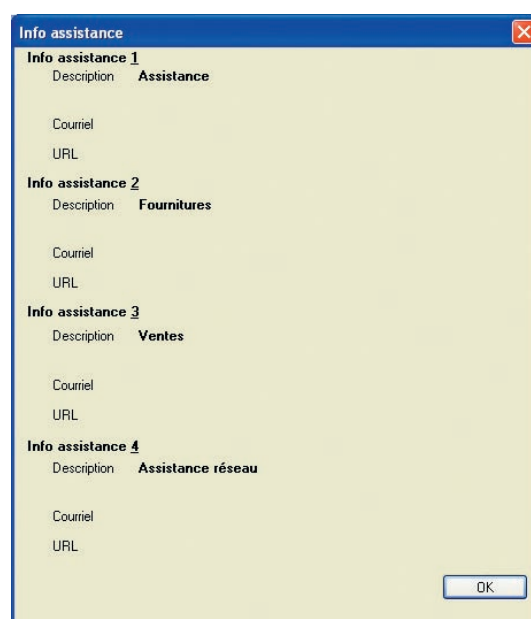 Info assistance
Info assistance 1
Description Assistance
Courriel
URL
Info assistance 2
Description Fournitures
Courriel
URL
Info assistance 3
Description Ventes
Courriel
URL
Info assistance 4
Description Assistance réseau
Courriel
URL
OK